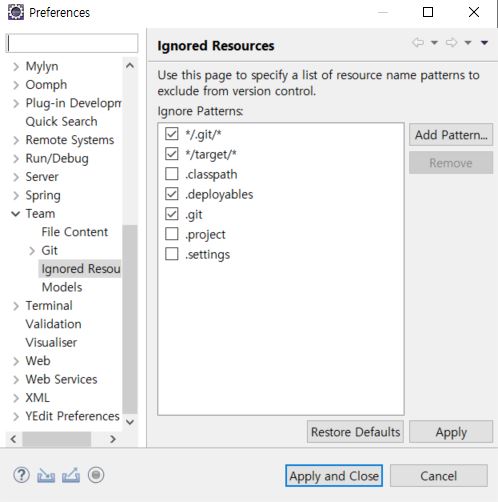 Preferences
Ignored Resources
Use this page to specify a list of resource name patterns to
exclude from version control.
Ignore Patterns:
Mylyn
Oomph
Plug-in Developm
Quick Search
Remote Systems
Run/Debug
Server
Spring
Team
File Content
Git
Ignored Resou
Models
Terminal
Validation
Visualiser
Web
Web Services
XML
YEdit Preferences
*/.git/*
*/target/*
.classpath
.deployables
.git
.project
.settings
Add Pattern...
Remove
Restore Defaults
Apply
?
Apply and Close
Cancel